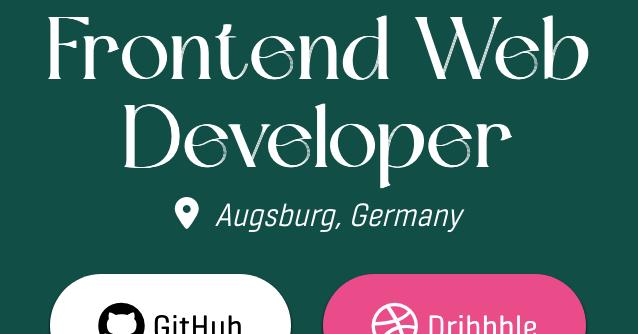 Frontend Web
Developer
Augsburg, Germany
GitHub
Dribbble